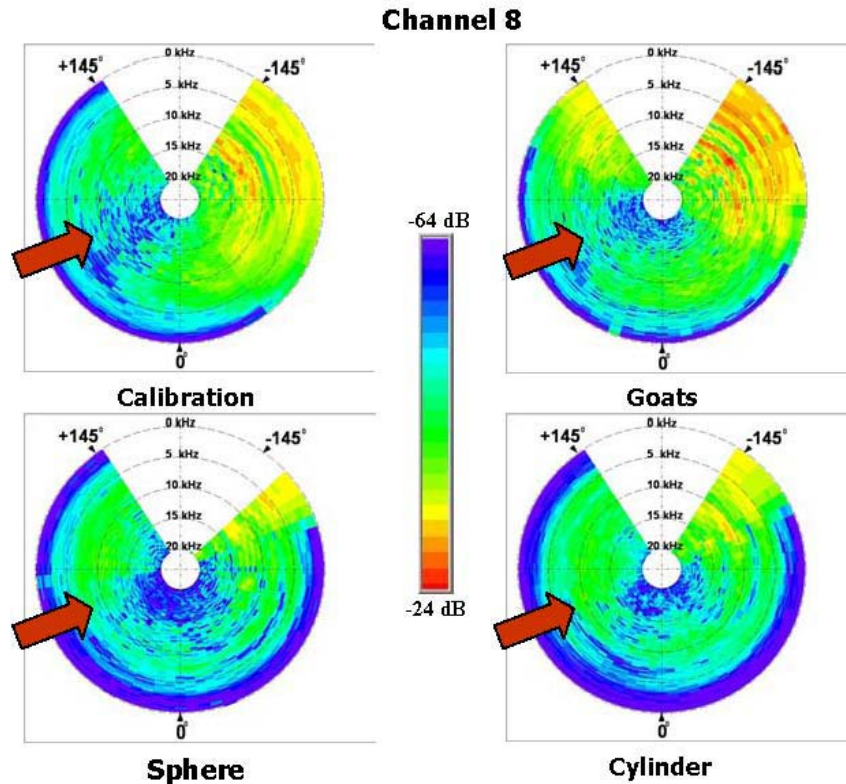 Channel 8
+145°
0 kHz
-145°
5 kHz
10 kHz
15 kHz
20 kHz
0°
Calibration
+145°
0 kHz
-145°
5 kHz
10 kHz
15 kHz
20 kHz
0°
Goats
-64 dB
-24 dB
+145°
0 kHz
-145°
5 kHz
10 kHz
15 kHz
20 kHz
0°
Sphere
+145°
0 kHz
-145°
5 kHz
10 kHz
15 kHz
20 kHz
0°
Cylinder